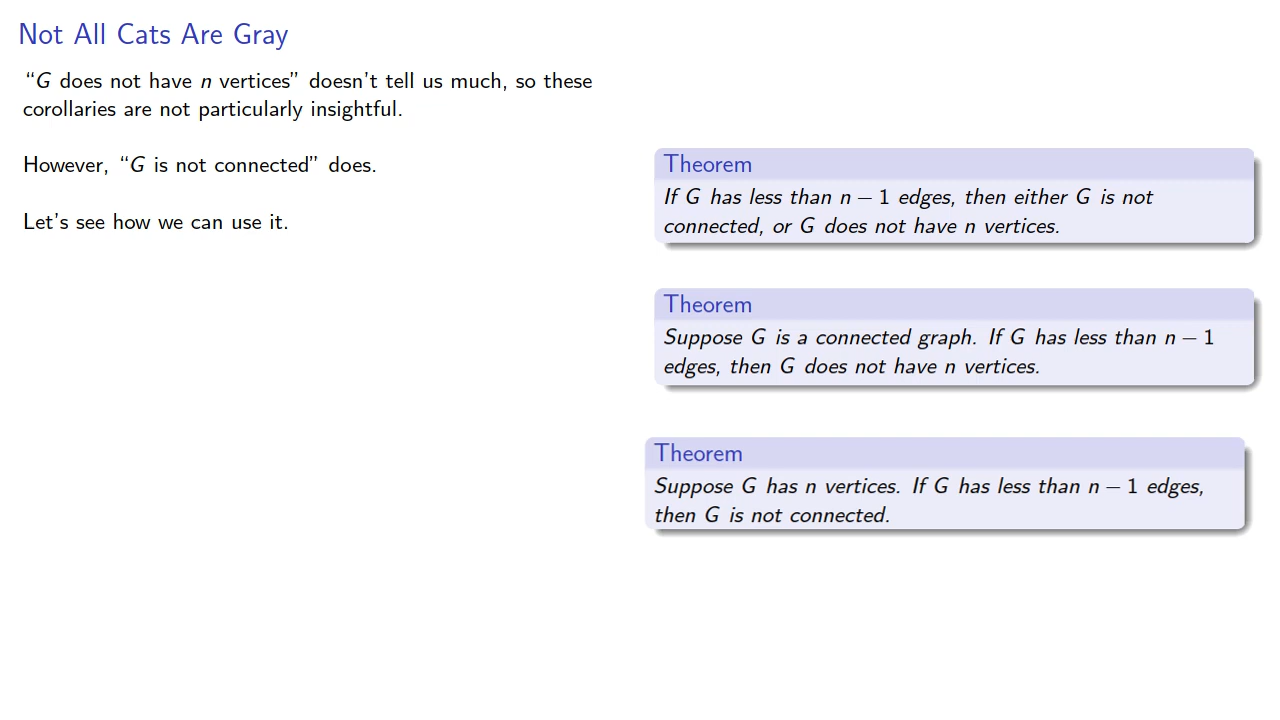 Not All Cats Are Gray
“G does not have n vertices” doesn’t tell us much, so these
corollaries are not particularly insightful.
However, “G is not connected” does.
Let’s see how we can use it.
Theorem
If G has less than n − 1 edges, then either G is not
connected, or G does not have n vertices.
Theorem
Suppose G is a connected graph. If G has less than n − 1
edges, then G does not have n vertices.
Theorem
Suppose G has n vertices. If G has less than n − 1 edges,
then G is not connected.